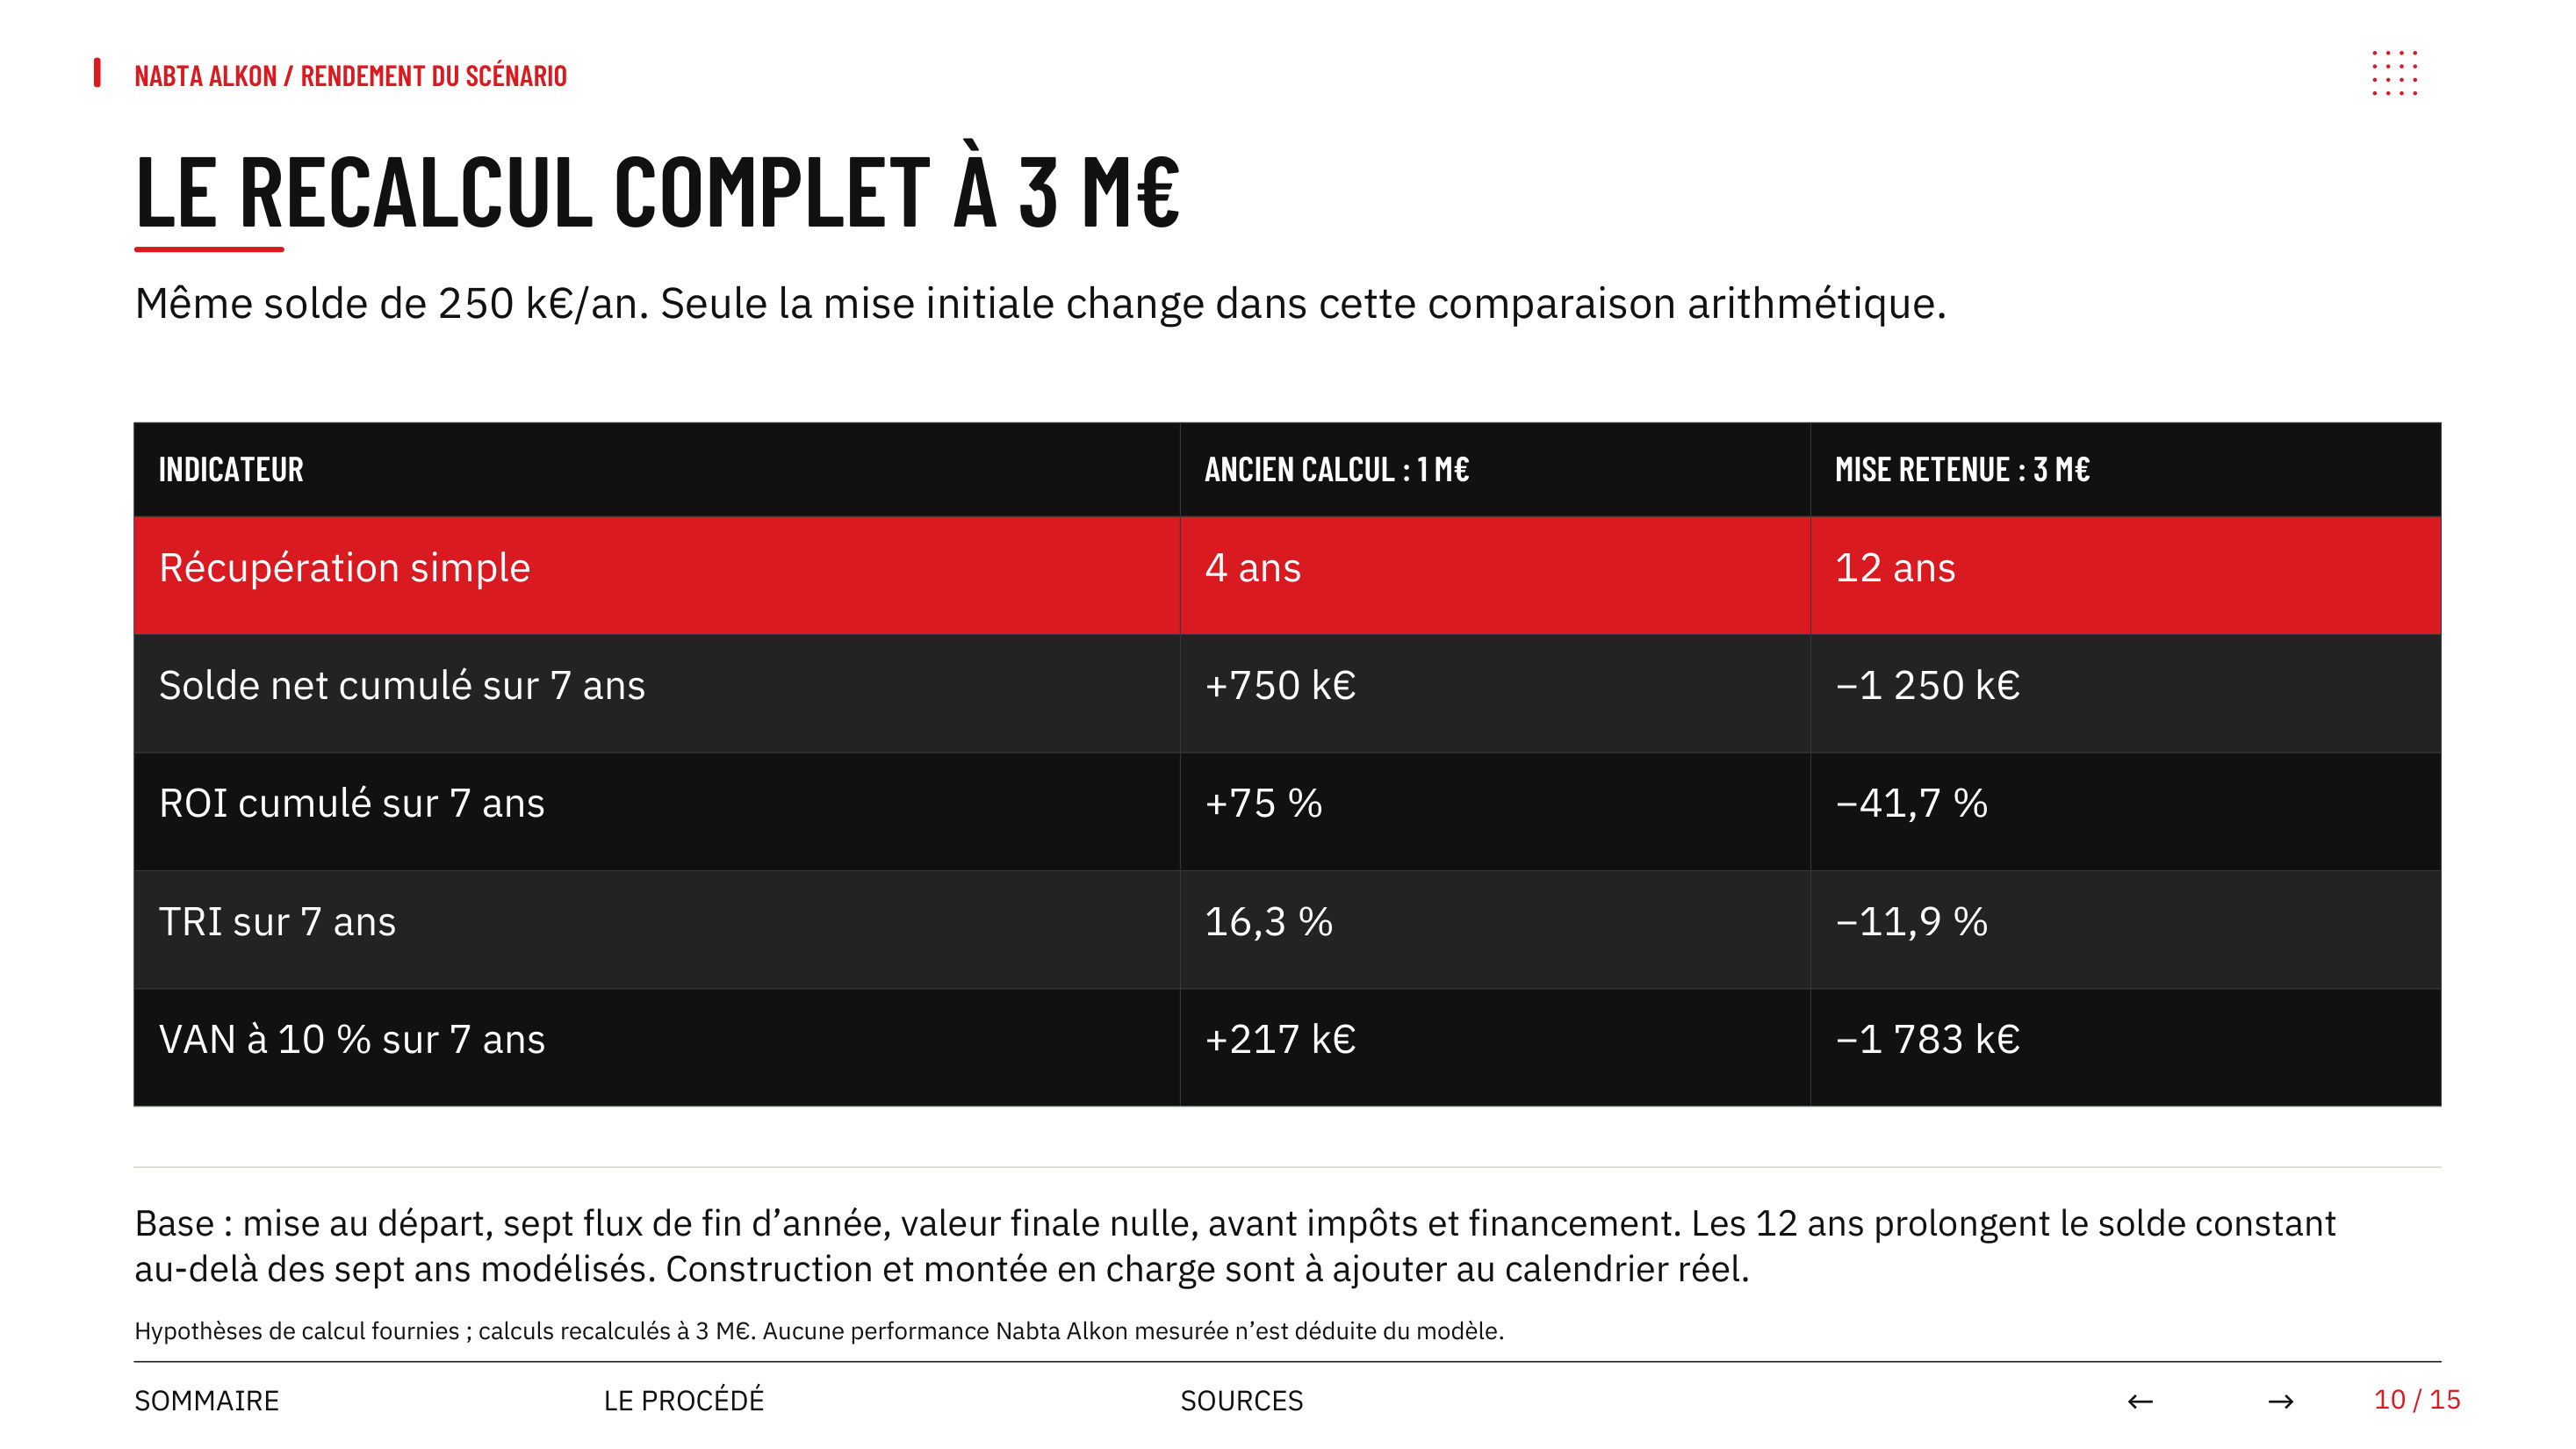 NABTA ALKON / RENDEMENT DU SCÉNARIO
LE RECALCUL COMPLET À 3 M€
Même solde de 250 k€/an. Seule la mise initiale change dans cette comparaison arithmétique.
INDICATEUR ANCIEN CALCUL : 1 M€ MISE RETENUE : 3 M€
Récupération simple 4 ans 12 ans
Solde net cumulé sur 7 ans +750 k€ −1 250 k€
ROI cumulé sur 7 ans +75 % −41,7 %
TRI sur 7 ans 16,3 % −11,9 %
VAN à 10 % sur 7 ans +217 k€ −1 783 k€
Base : mise au départ, sept flux de fin d’année, valeur finale nulle, avant impôts et financement. Les 12 ans prolongent le solde constant
au-delà des sept ans modélisés. Construction et montée en charge sont à ajouter au calendrier réel.
Hypothèses de calcul fournies ; calculs recalculés à 3 M€. Aucune performance Nabta Alkon mesurée n’est déduite du modèle.
SOMMAIRE LE PROCÉDÉ SOURCES ← → 10 / 15